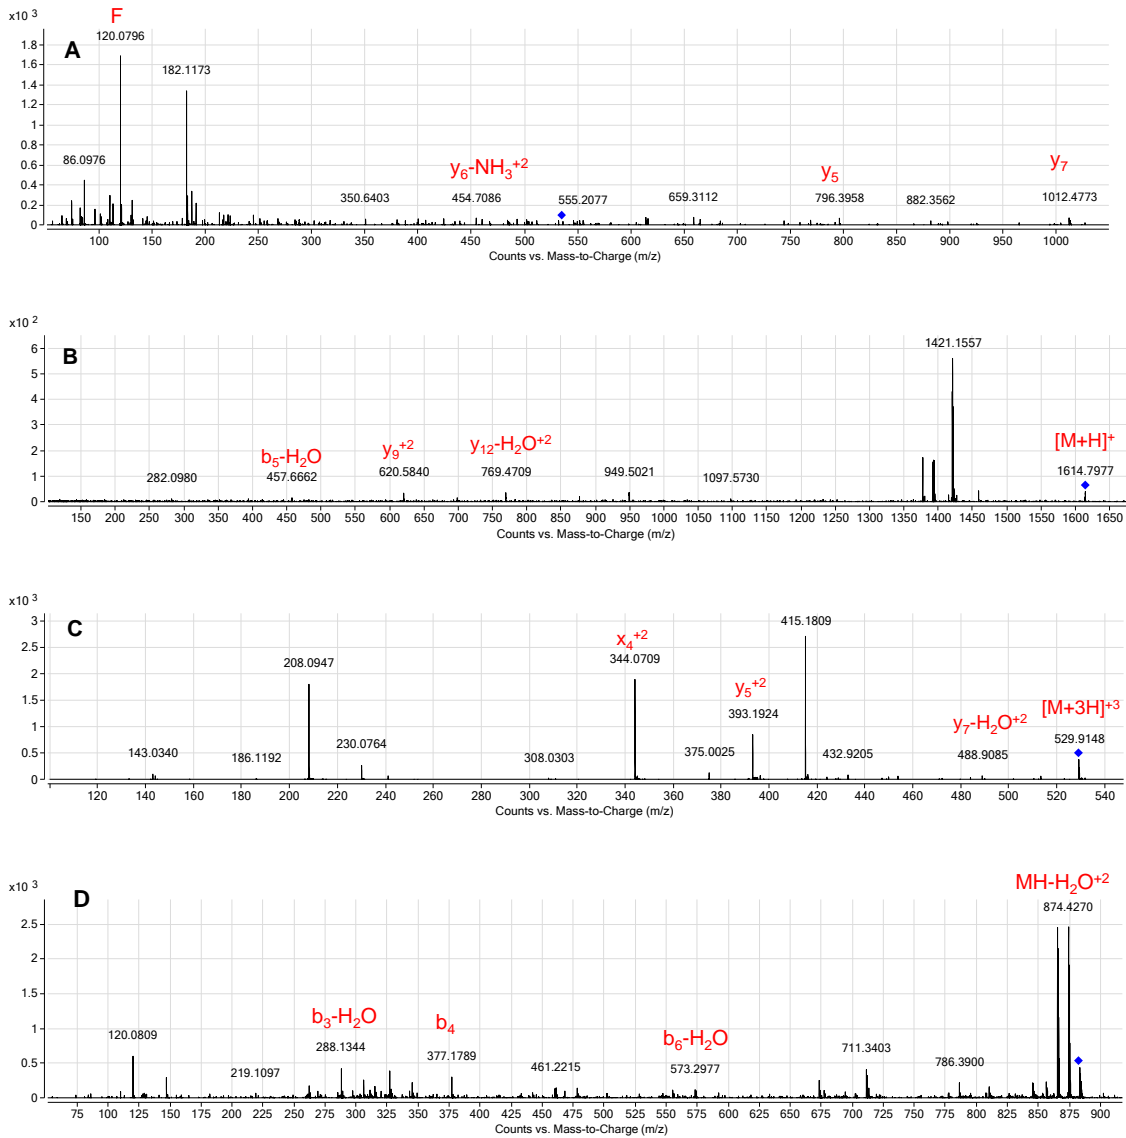 x10 3
F
A
120.0796
1.8
182.1173
1.6
1.4
1.2
1
0.8
86.0976
y6-NH3+2
y5
y7
0.6
0.4
350.6403 454.7086 555.2077 659.3112 796.3958 882.3562 1012.4773
0.2
0
100 150 200 250 300 350 400 450 500 550 600 650 700 750 800 850 900 950 1000
Counts vs. Mass-to-Charge (m/z)
x10 2
B
1421.1557
6
5
4
3
b5-H2O y9+2 y12-H2O+2 [M+H]+
2
282.0980 457.6662 620.5840 769.4709 949.5021 1097.5730 1614.7977
1
0
150 200 250 300 350 400 450 500 550 600 650 700 750 800 850 900 950 1000 1050 1100 1150 1200 1250 1300 1350 1400 1450 1500 1550 1600 1650
Counts vs. Mass-to-Charge (m/z)
x10 3
C
415.1809
3
x4+2
2.5
208.0947 344.0709
2
y5+2
1.5
393.1924
y7-H2O+2 [M+3H]+3
1
143.0340 186.1192 230.0764 308.0303 375.0025 432.9205 488.9085 529.9148
0.5
0
120 140 160 180 200 220 240 260 280 300 320 340 360 380 400 420 440 460 480 500 520 540
Counts vs. Mass-to-Charge (m/z)
x10 3
D
MH-H2O+2
874.4270
2.5
2
1.5
b3-H2O b4 b6-H2O
1
120.0809 219.1097 288.1344 377.1789 461.2215 573.2977 711.3403 786.3900
0.5
0
75 100 125 150 175 200 225 250 275 300 325 350 375 400 425 450 475 500 525 550 575 600 625 650 675 700 725 750 775 800 825 850 875 900
Counts vs. Mass-to-Charge (m/z)